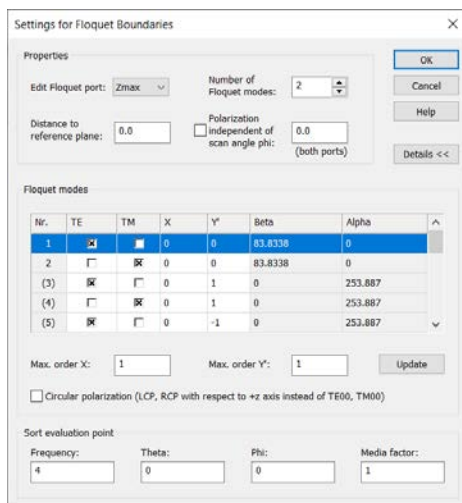 Settings for Floquet Boundaries
Properties
Edit Floquet port: Zmax
Number of Floquet modes: 2
Distance to reference plane: 0.0
Polarization independent of scan angle phi: 0.0
(both ports)
OK
Cancel
Help
Details <<
Floquet modes
Nr. TE TM X Y' Beta Alpha
1 0 0 83.8338 0
2 0 0 83.8338 0
(3) 0 1 0 253.887
(4) 0 1 0 253.887
(5) 0 -1 0 253.887
Max. order X: 1 Max. order Y': 1 Update
Circular polarization (LCP, RCP with respect to +z axis instead of TE00, TM00)
Sort evaluation point
Frequency: Theta: Phi: Media factor:
4 0 0 1